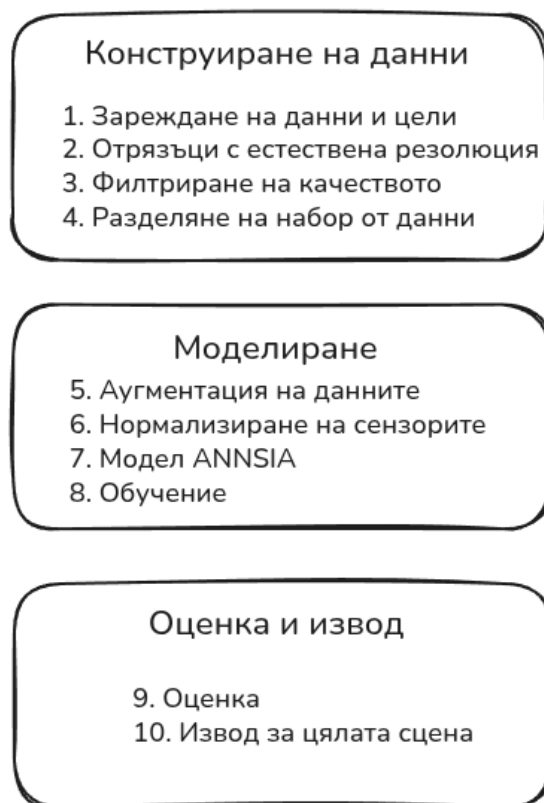 Конструиране на данни
1. Зареждане на данни и цели
2. Отрязъци с естествена резолюция
3. Филтриране на качеството
4. Разделяне на набор от данни
Моделиране
5. Аугментация на данните
6. Нормализиране на сензорите
7. Модел ANNSIA
8. Обучение
Оценка и извод
9. Оценка
10. Извод за цялата сцена